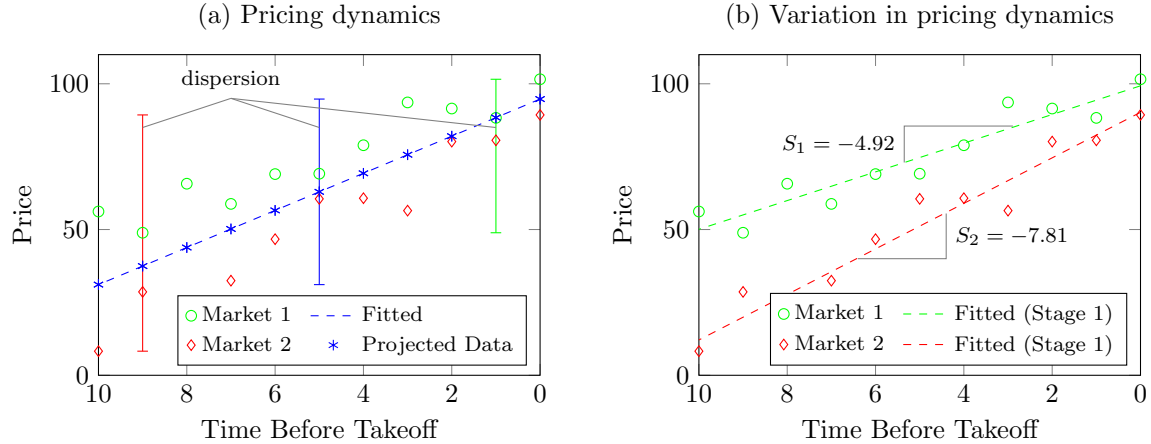 (a) Pricing dynamics
100
50
0
Price
dispersion
Market 1
Fitted
Market 2
Projected Data
10 8 6 4 2 0
Time Before Takeoff
(b) Variation in pricing dynamics
100
50
0
Price
S₁ = −4.92
S₂ = −7.81
Market 1
Fitted (Stage 1)
Market 2
Fitted (Stage 1)
10 8 6 4 2 0
Time Before Takeoff